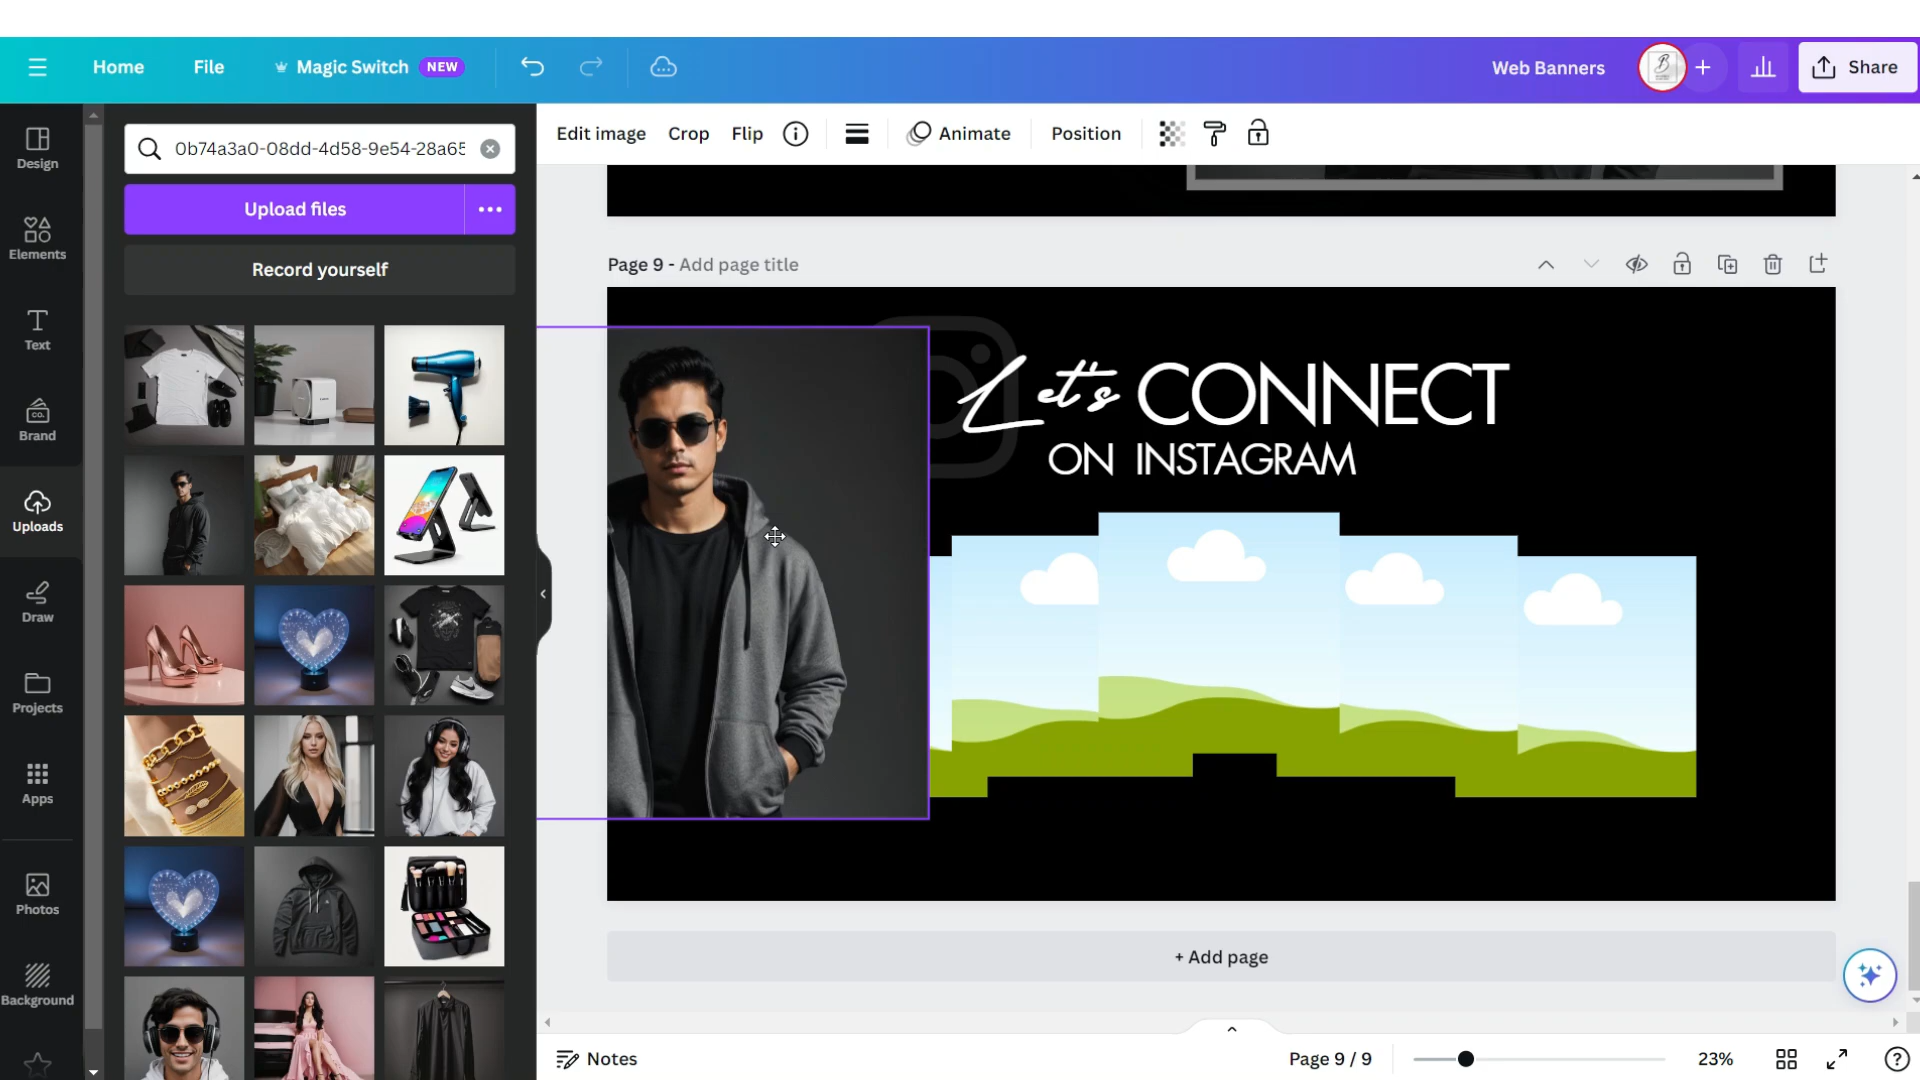 Home File Magic Switch NEW Web Banners B + Share
Design
Elements
Text
Brand
Uploads
Draw
Projects
Apps
Photos
Background
0b74a3a0-08dd-4d58-9e54-28a65
Upload files
Record yourself
Edit image Crop Flip Animate Position
Page 9 - Add page title
Let's CONNECT
ON INSTAGRAM
+ Add page
Notes Page 9 / 9 23%